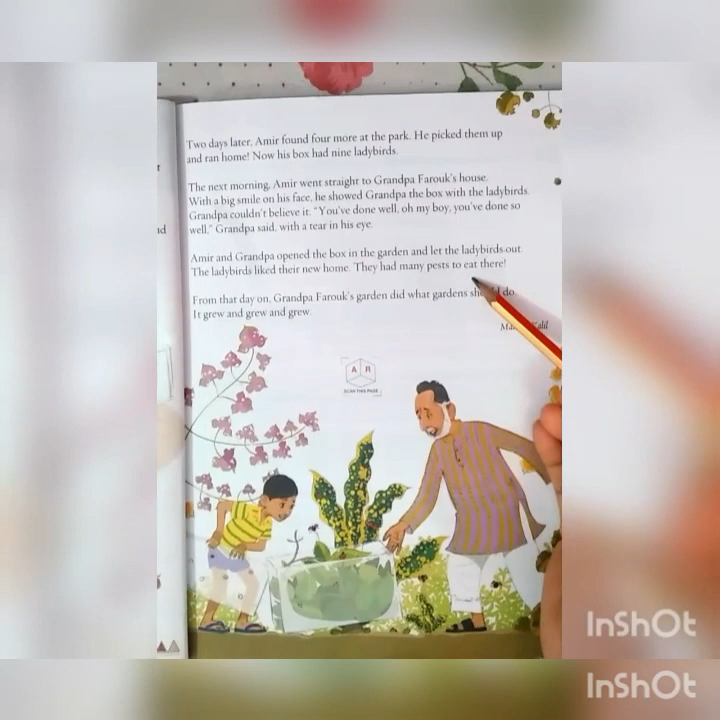 Two days later, Amir found four more at the park. He picked them up
and ran home! Now his box had nine ladybirds.
The next morning, Amir went straight to Grandpa Farouk's house.
With a big smile on his face, he showed Grandpa the box with the ladybirds.
Grandpa couldn't believe it. "You've done well, oh my boy, you've done so
well," Grandpa said, with a tear in his eye.
Amir and Grandpa opened the box in the garden and let the ladybirds out.
The ladybirds liked their new home. They had many pests to eat there!
From that day on, Grandpa Farouk's garden did what gardens do.
It grew and grew and grew.
A R
SCAN THIS PAGE
InShOt
InShOt